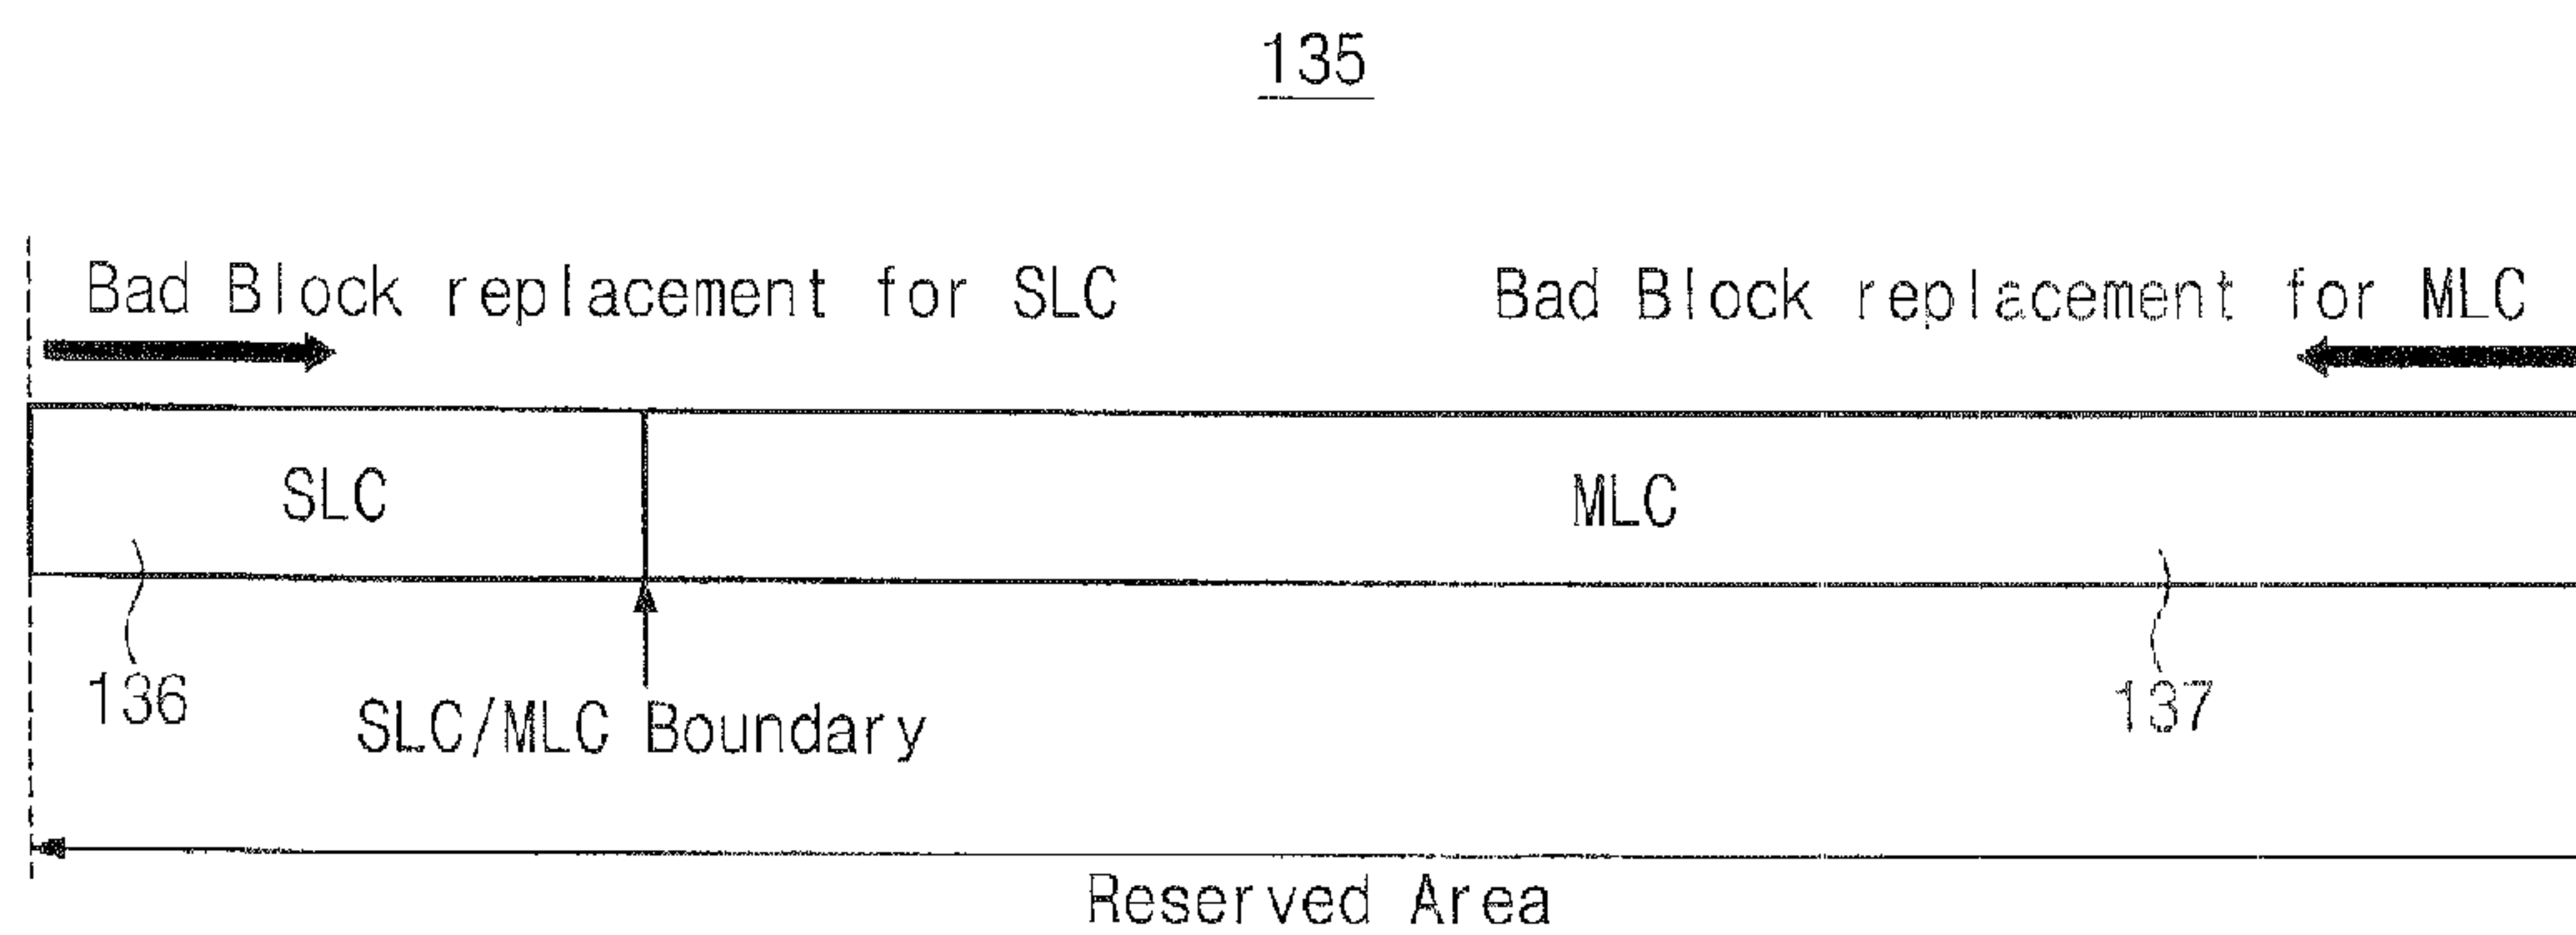 135
Bad Block replacement for SLC
Bad Block replacement for MLC
SLC
MLC
136
SLC/MLC Boundary
137
Reserved Area